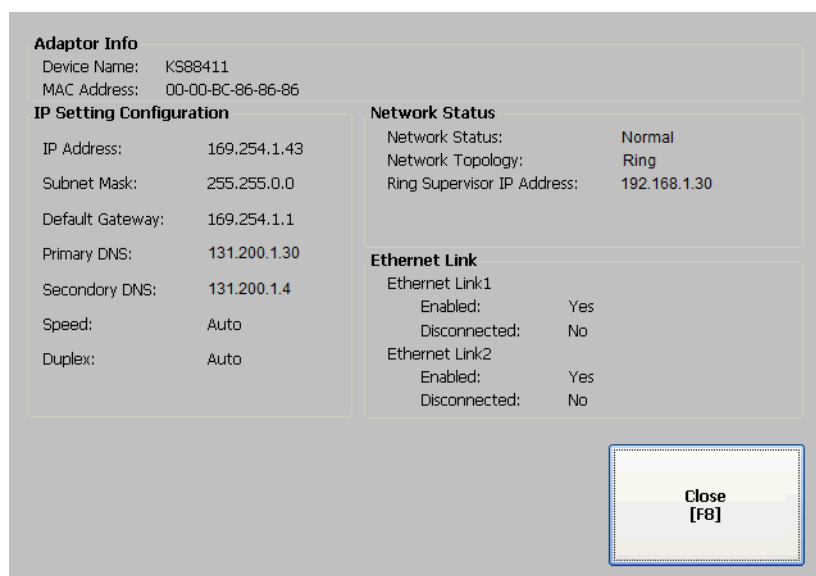 Adaptor Info
Device Name: KS88411
MAC Address: 00-00-BC-86-86-86
IP Setting Configuration
IP Address: 169.254.1.43
Subnet Mask: 255.255.0.0
Default Gateway: 169.254.1.1
Primary DNS: 131.200.1.30
Secondory DNS: 131.200.1.4
Speed: Auto
Duplex: Auto
Network Status
Network Status: Normal
Network Topology: Ring
Ring Supervisor IP Address: 192.168.1.30
Ethernet Link
Ethernet Link1
Enabled: Yes
Disconnected: No
Ethernet Link2
Enabled: Yes
Disconnected: No
Close
[F8]